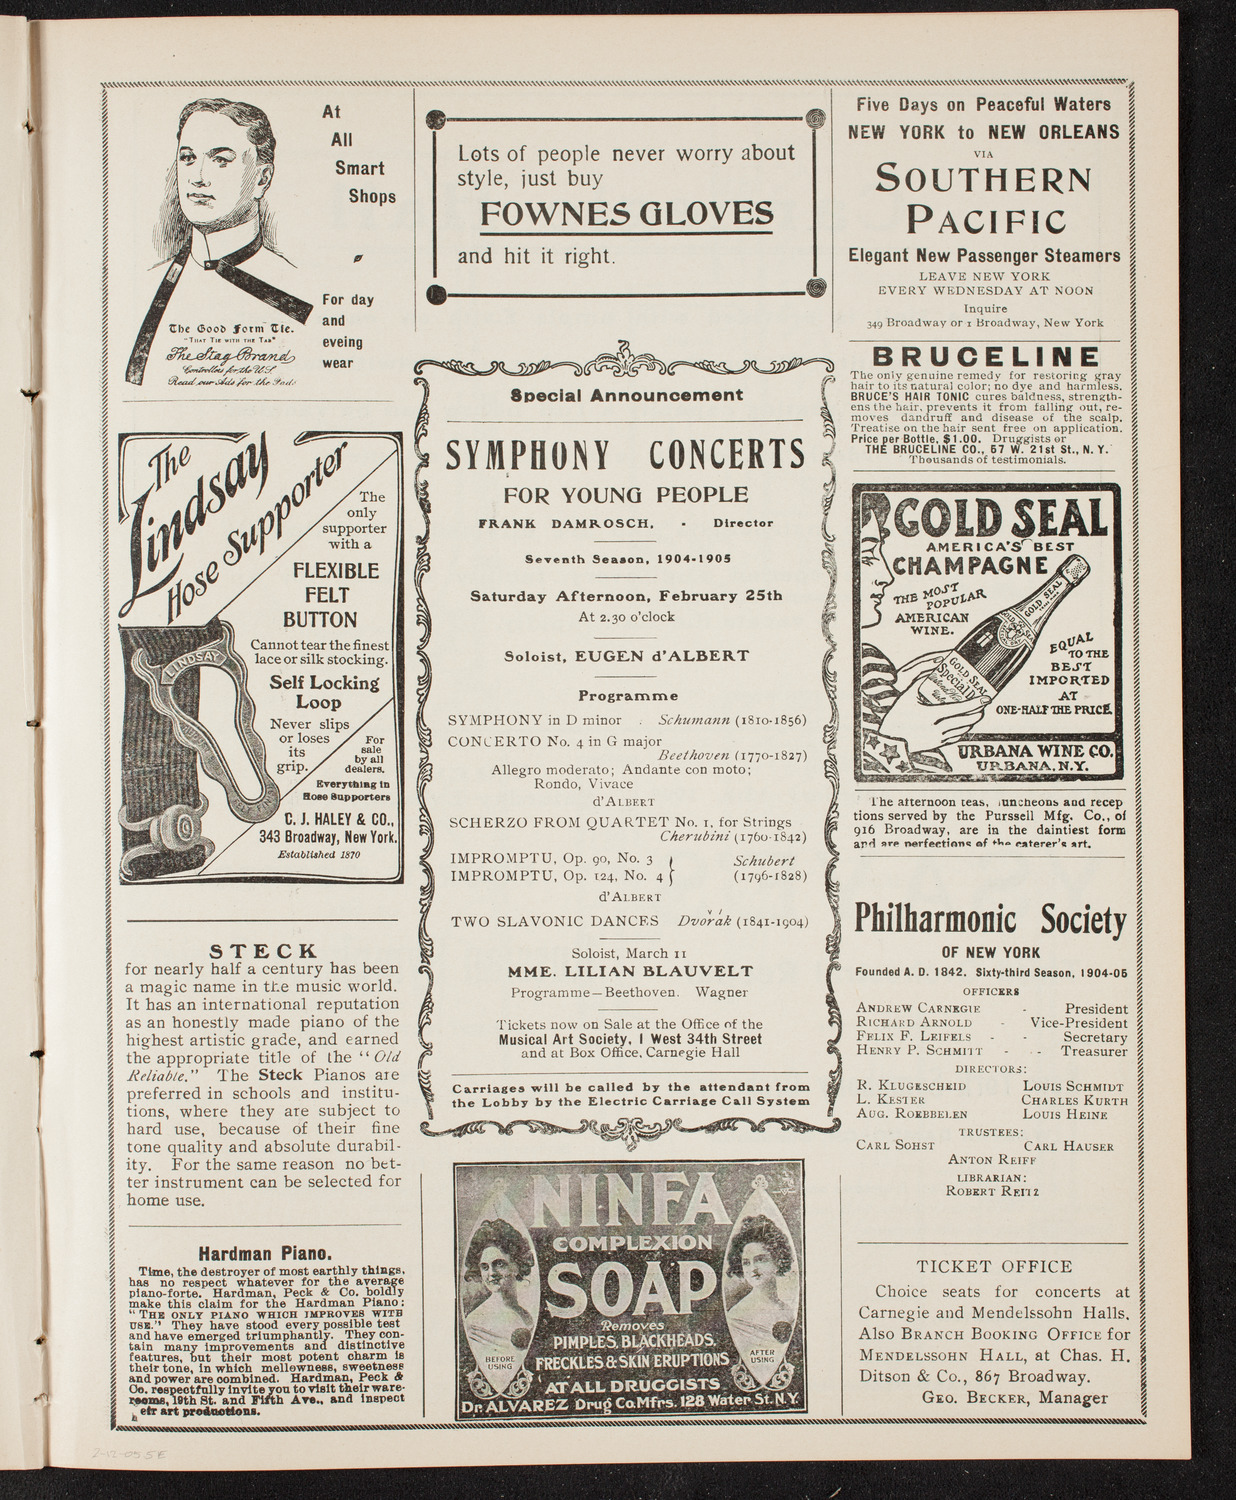 At
All
Smart
Shops
For day
and
eveing
wear
The Good Form Tie.
"That Tie with the Tab"
The Stag Brand
Controllers for the U.S.
Read our Ads for the Fads
The
Lindsay
Hose Supporter
The
only
supporter
with a
FLEXIBLE
FELT
BUTTON
Cannot tear the finest
lace or silk stocking.
Self Locking
Loop
Never slips
or loses
its
grip.
For
sale
by all
dealers.
Everything in
Hose Supporters
C. J. HALEY & CO.,
343 Broadway, New York.
Established 1870
LINDSAY
STECK
for nearly half a century has been
a magic name in the music world.
It has an international reputation
as an honestly made piano of the
highest artistic grade, and earned
the appropriate title of the "Old
Reliable." The Steck Pianos are
preferred in schools and institu-
tions, where they are subject to
hard use, because of their fine
tone quality and absolute durabil-
ity. For the same reason no bet-
ter instrument can be selected for
home use.
Hardman Piano.
Time, the destroyer of most earthly things,
has no respect whatever for the average
piano-forte. Hardman, Peck & Co. boldly
make this claim for the Hardman Piano:
"THE ONLY PIANO WHICH IMPROVES WITH
USE." They have stood every possible test
and have emerged triumphantly. They con-
tain many improvements and distinctive
features, but their most potent charm is
their tone, in which mellewness, sweetness
and power are combined. Hardman, Peck &
Co. respectfully invite you to visit their ware-
rooms, 19th St. and Fifth Ave., and inspect
eir art productions.
Lots of people never worry about
style, just buy
FOWNES GLOVES
and hit it right.
Special Announcement
SYMPHONY CONCERTS
FOR YOUNG PEOPLE
FRANK DAMROSCH, - Director
Seventh Season, 1904-1905
Saturday Afternoon, February 25th
At 2.30 o'clock
Soloist, EUGEN d'ALBERT
Programme
SYMPHONY in D minor . Schumann (1810-1856)
CONCERTO No. 4 in G major
Beethoven (1770-1827)
Allegro moderato; Andante con moto;
Rondo, Vivace
d'ALBERT
SCHERZO FROM QUARTET No. 1, for Strings
Cherubini (1760-1842)
IMPROMPTU, Op. 90, No. 3 } Schubert
IMPROMPTU, Op. 124, No. 4 } (1796-1828)
d'ALBERT
TWO SLAVONIC DANCES Dvořák (1841-1904)
Soloist, March 11
MME. LILIAN BLAUVELT
Programme—Beethoven. Wagner
Tickets now on Sale at the Office of the
Musical Art Society, 1 West 34th Street
and at Box Office, Carnegie Hall
Carriages will be called by the attendant from
the Lobby by the Electric Carriage Call System
NINFA
COMPLEXION
SOAP
Removes
PIMPLES, BLACKHEADS,
FRECKLES & SKIN ERUPTIONS
BEFORE
USING
AFTER
USING
AT ALL DRUGGISTS
Dr. ALVAREZ Drug Co. Mfrs. 128 Water St. N.Y.
Five Days on Peaceful Waters
NEW YORK to NEW ORLEANS
VIA
SOUTHERN
PACIFIC
Elegant New Passenger Steamers
LEAVE NEW YORK
EVERY WEDNESDAY AT NOON
Inquire
349 Broadway or 1 Broadway, New York
BRUCELINE
The only genuine remedy for restoring gray
hair to its natural color; no dye and harmless.
BRUCE'S HAIR TONIC cures baldness, strength-
ens the hair, prevents it from falling out, re-
moves dandruff and disease of the scalp.
Treatise on the hair sent free on application.
Price per Bottle, $1.00. Druggists or
THE BRUCELINE CO., 57 W. 21st St., N. Y.
Thousands of testimonials.
GOLD SEAL
AMERICA'S BEST
CHAMPAGNE
THE MOST
POPULAR
AMERICAN
WINE.
EQUAL
TO THE
BEST
IMPORTED
AT
ONE-HALF THE PRICE.
GOLD SEAL
GOLD SEAL
Special
URBANA WINE CO.
URBANA, N.Y.
The afternoon teas, luncheons and recep
tions served by the Purssell Mfg. Co., of
916 Broadway, are in the daintiest form
and are perfections of the caterer's art.
Philharmonic Society
OF NEW YORK
Founded A. D. 1842. Sixty-third Season, 1904-05
OFFICERS
ANDREW CARNEGIE - President
RICHARD ARNOLD - Vice-President
FELIX F. LEIFELS - - Secretary
HENRY P. SCHMITT - - Treasurer
DIRECTORS:
R. KLUGESCHEID LOUIS SCHMIDT
L. KESTER CHARLES KURTH
AUG. ROEBBELEN LOUIS HEINE
TRUSTEES:
CARL SOHST CARL HAUSER
ANTON REIFF
LIBRARIAN:
ROBERT REITZ
TICKET OFFICE
Choice seats for concerts at
Carnegie and Mendelssohn Halls.
Also BRANCH BOOKING OFFICE for
MENDELSSOHN HALL, at Chas. H.
Ditson & Co., 867 Broadway.
GEO. BECKER, Manager
2-12-05 SE